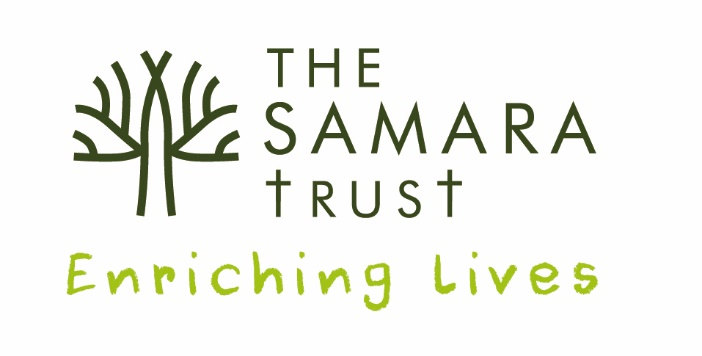 THE
SAMARA
tRUSt
Enriching Lives